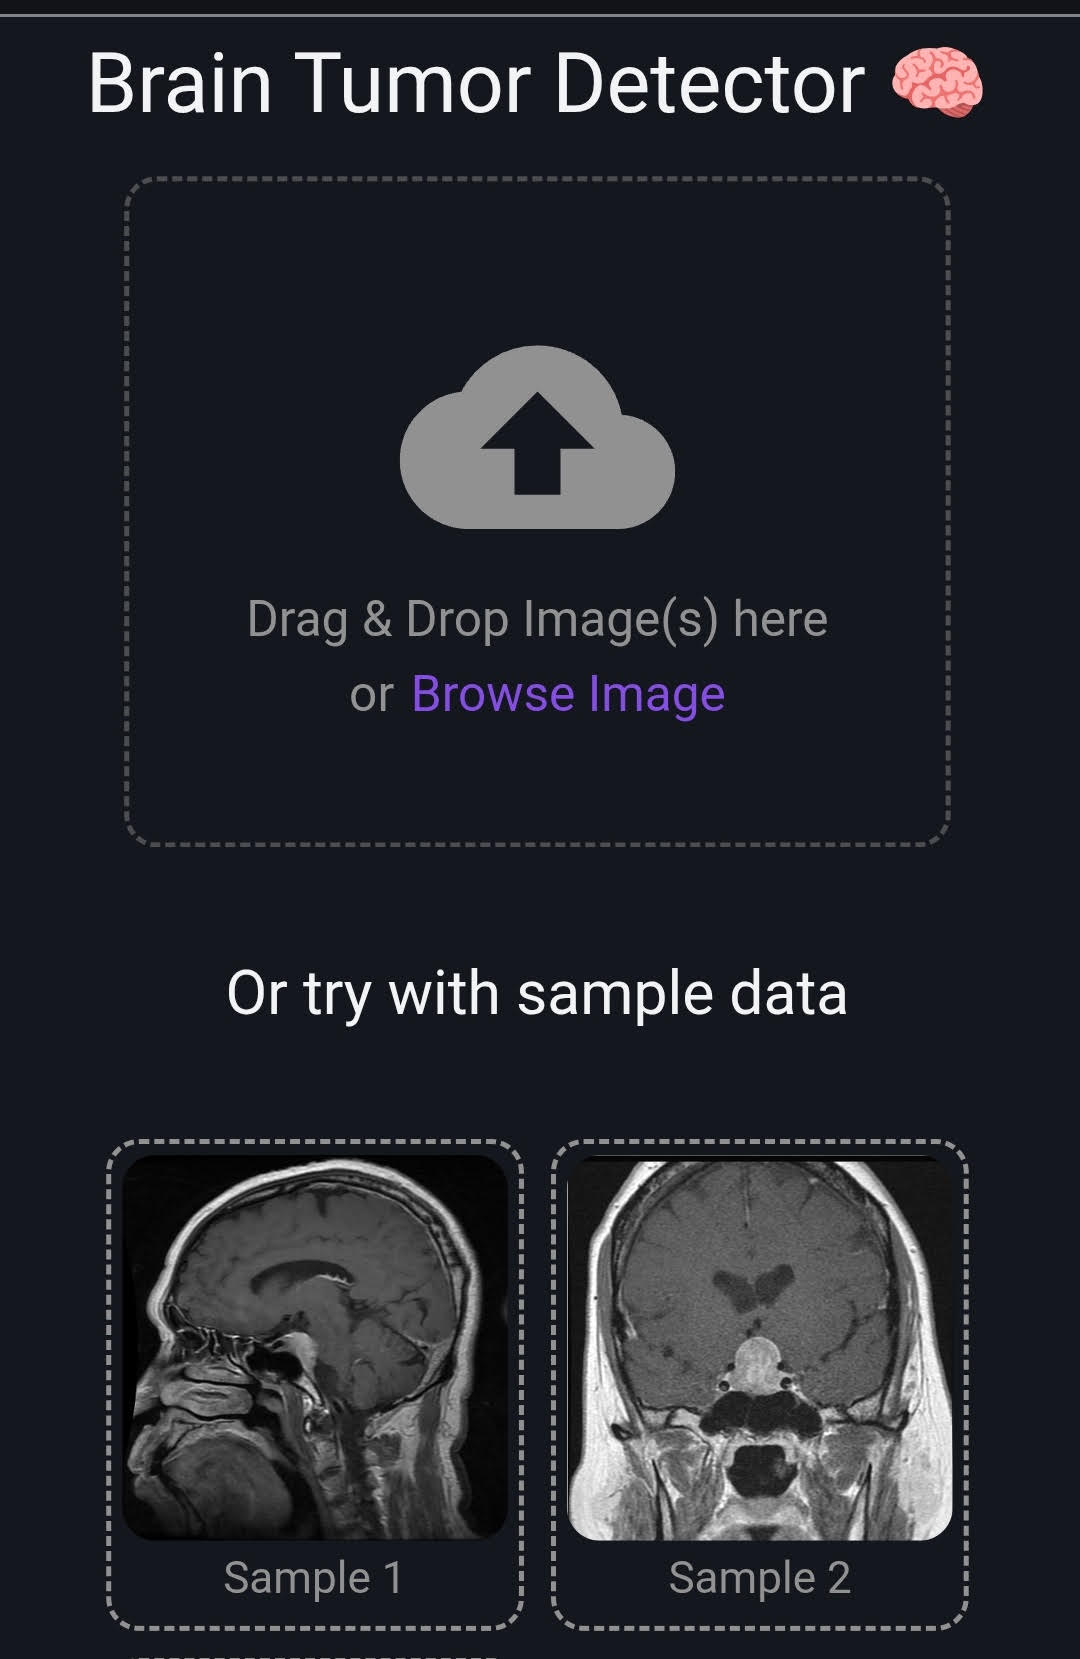 Brain Tumor Detector 🧠
Drag & Drop Image(s) here
or Browse Image
Or try with sample data
Sample 1
Sample 2